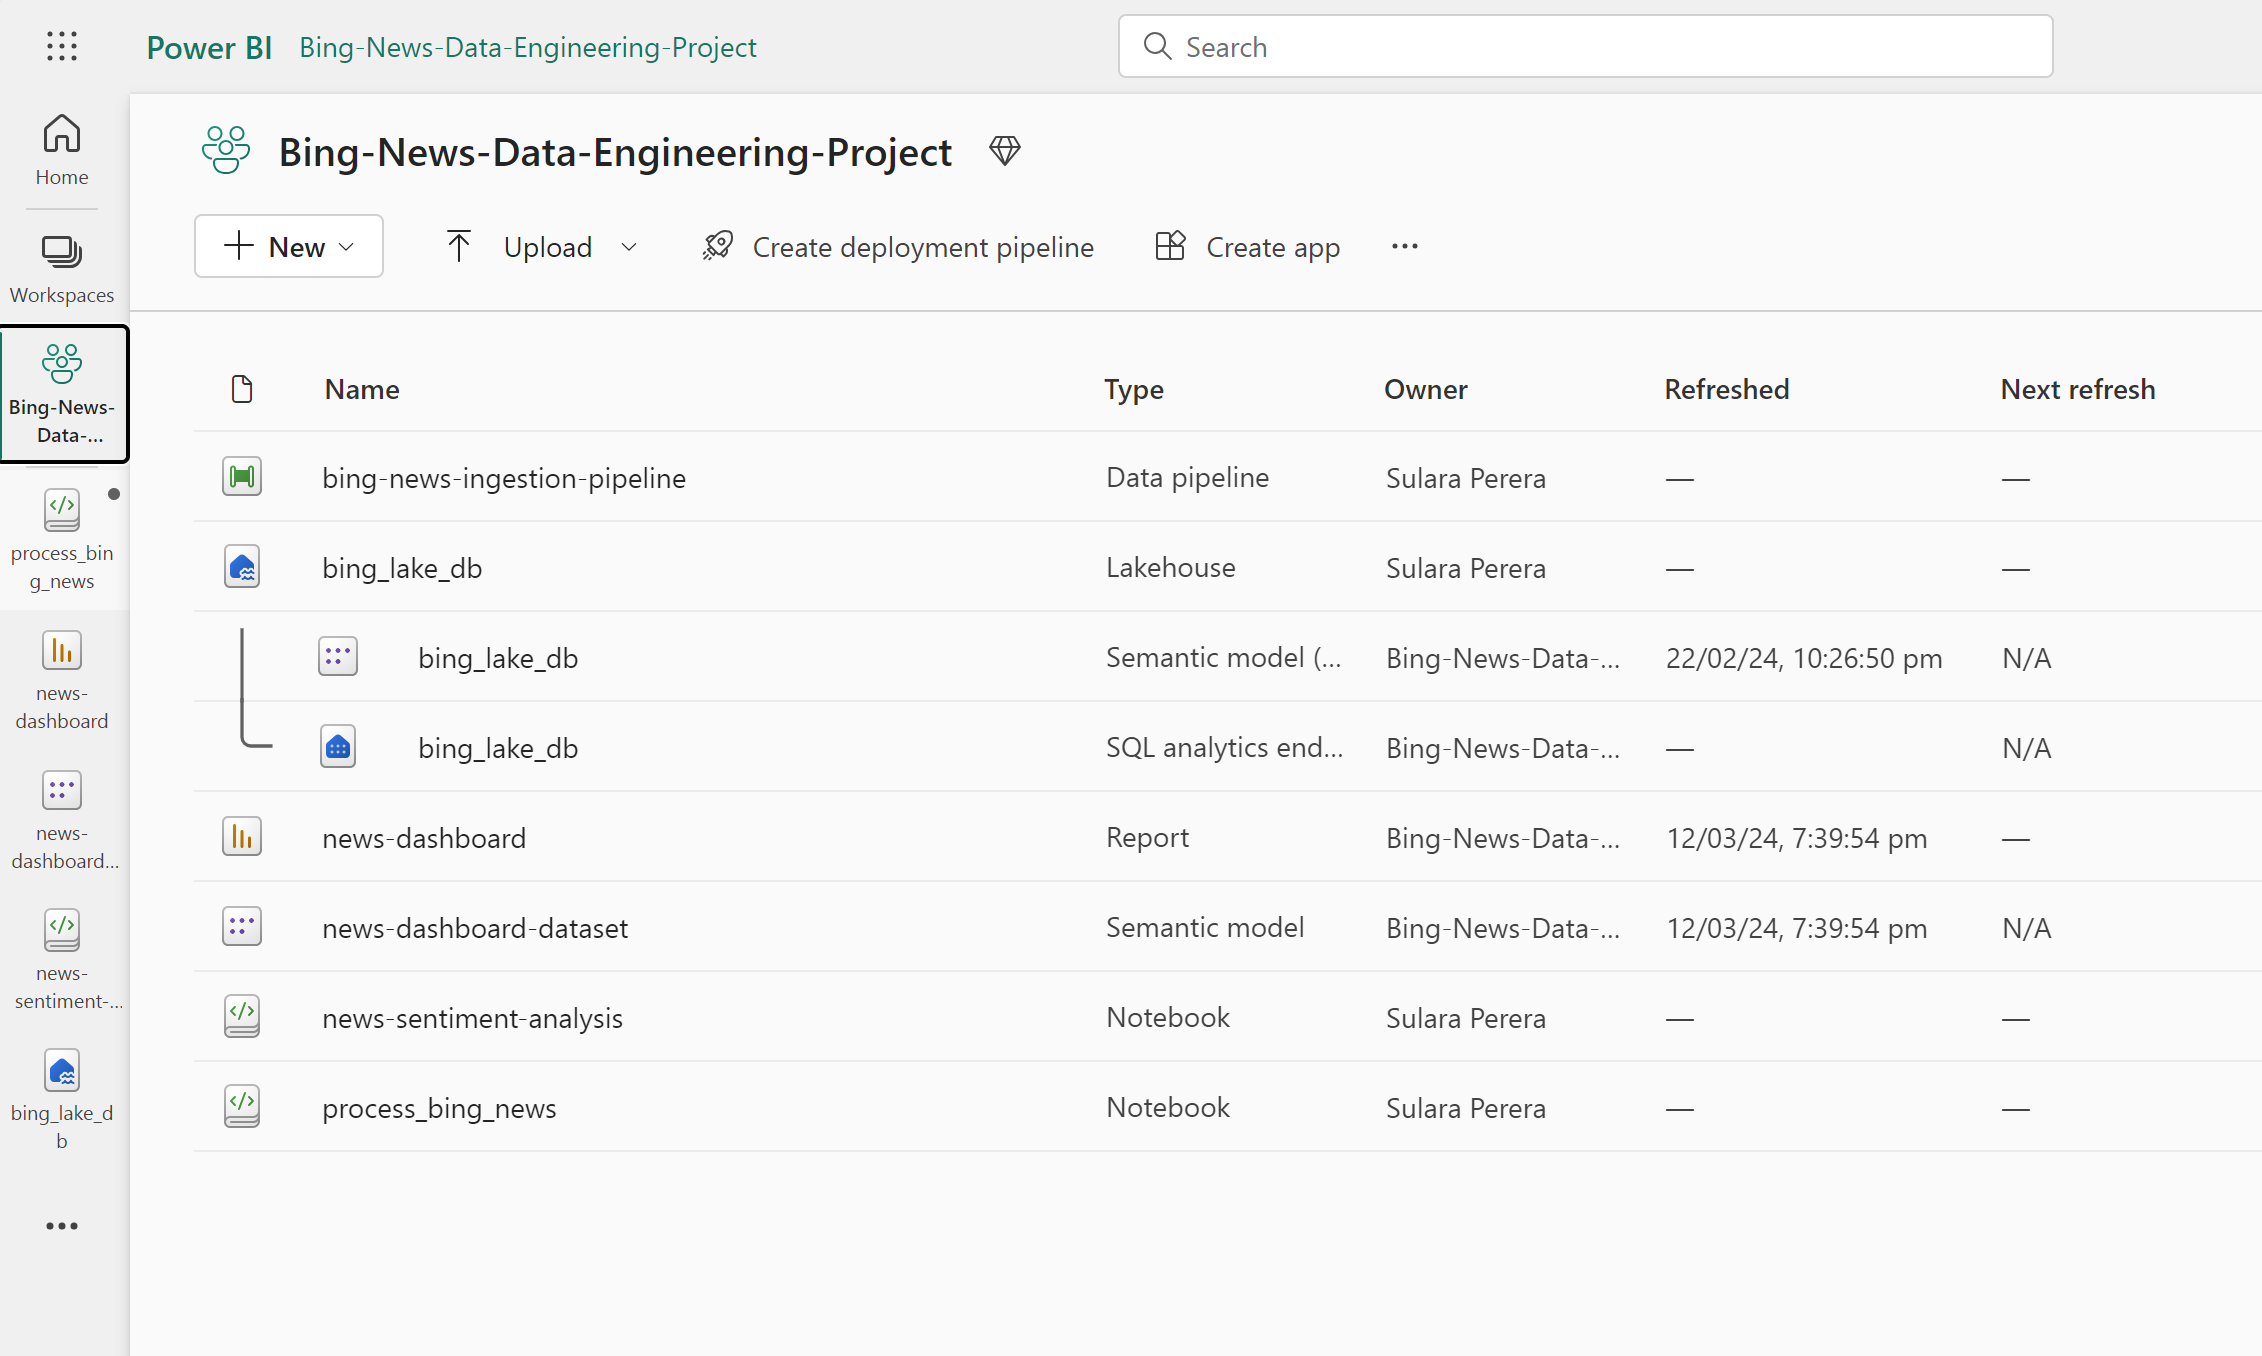 Power BI Bing-News-Data-Engineering-Project Search
Home
Workspaces
Bing-News-
Data-...
process_bin
g_news
news-
dashboard
news-
dashboard...
news-
sentiment-...
bing_lake_d
b
Bing-News-Data-Engineering-Project
New Upload Create deployment pipeline Create app
Name Type Owner Refreshed Next refresh
bing-news-ingestion-pipeline Data pipeline Sulara Perera — —
bing_lake_db Lakehouse Sulara Perera — —
bing_lake_db Semantic model (... Bing-News-Data-... 22/02/24, 10:26:50 pm N/A
bing_lake_db SQL analytics end... Bing-News-Data-... — N/A
news-dashboard Report Bing-News-Data-... 12/03/24, 7:39:54 pm —
news-dashboard-dataset Semantic model Bing-News-Data-... 12/03/24, 7:39:54 pm N/A
news-sentiment-analysis Notebook Sulara Perera — —
process_bing_news Notebook Sulara Perera — —